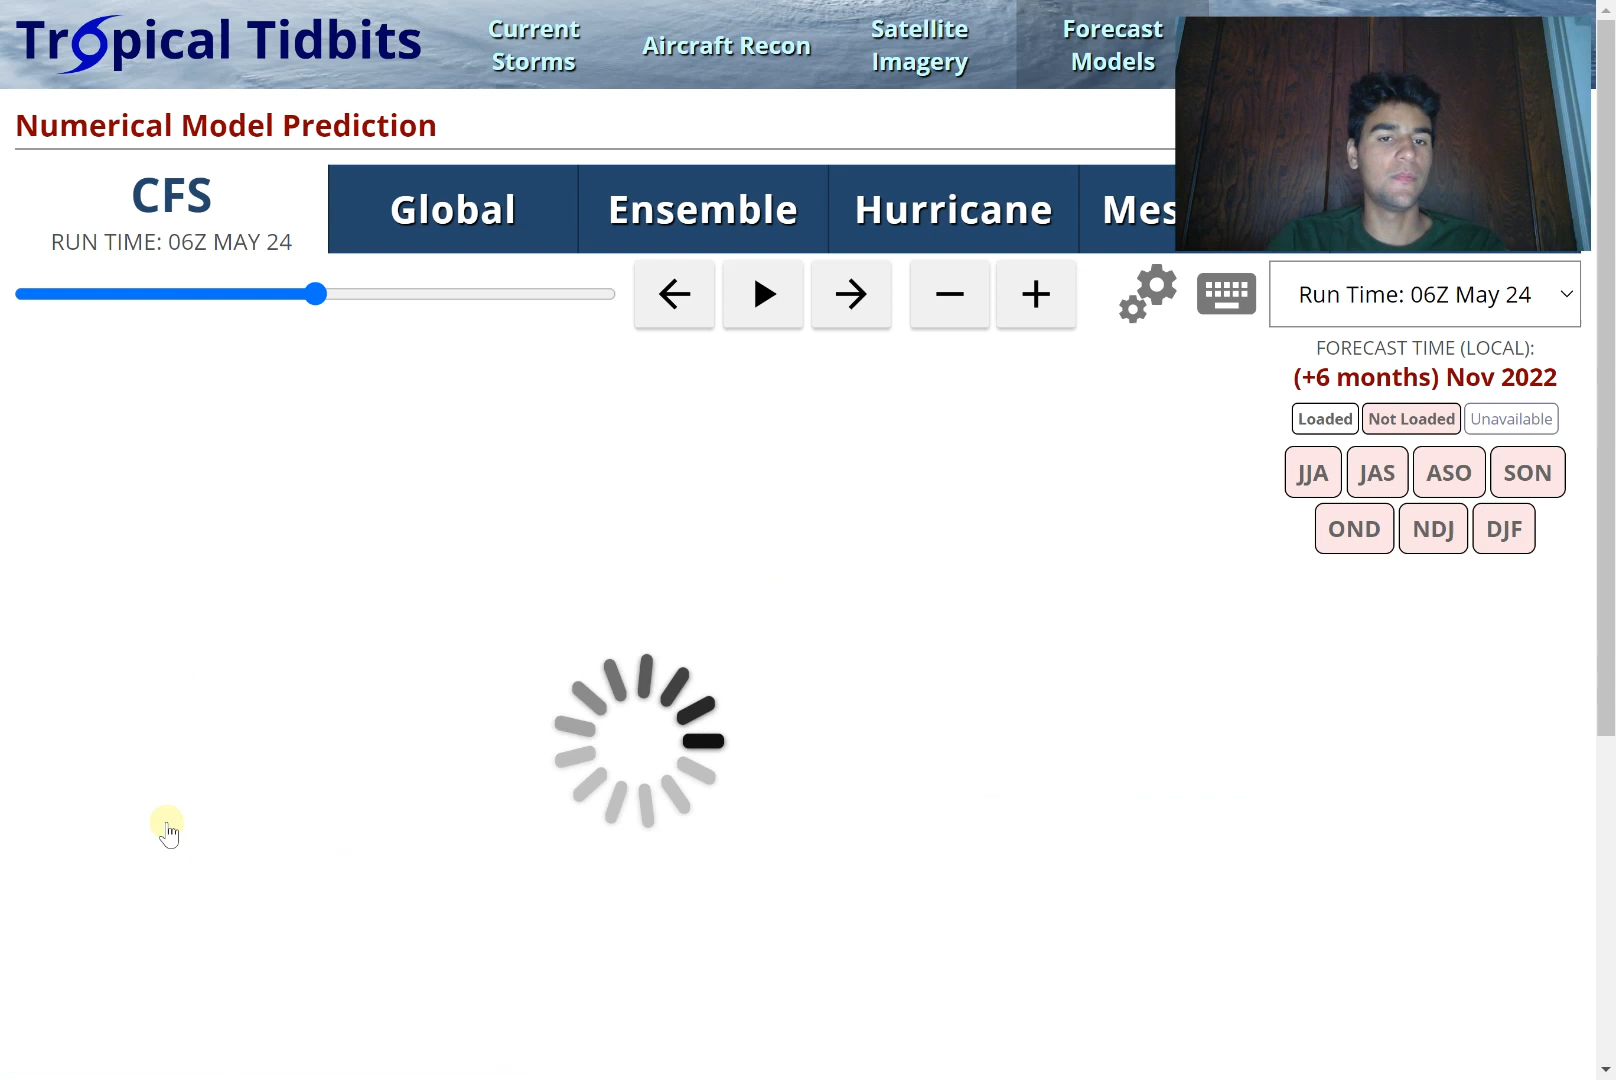 Tropical Tidbits
Current Storms
Aircraft Recon
Satellite Imagery
Forecast Models
Numerical Model Prediction
CFS
RUN TIME: 06Z MAY 24
Global
Ensemble
Hurricane
Mes
Run Time: 06Z May 24
FORECAST TIME (LOCAL):
(+6 months) Nov 2022
Loaded Not Loaded Unavailable
JJA JAS ASO SON
OND NDJ DJF